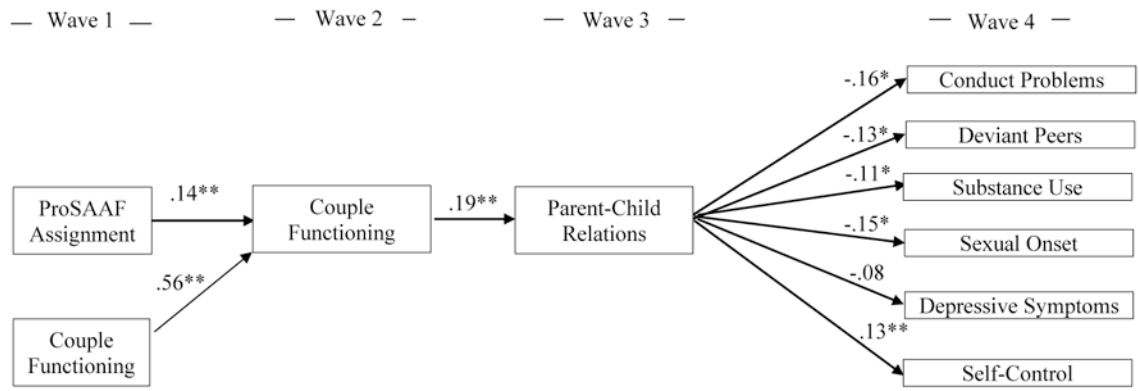 Wave 1 Wave 2 Wave 3 Wave 4
-.16* Conduct Problems
-.13* Deviant Peers
-.11* Substance Use
ProSAAF
Assignment
.14**
Couple
Functioning
.19**
Parent-Child
Relations
-.15* Sexual Onset
.56**
-.08 Depressive Symptoms
Couple
Functioning
.13** Self-Control